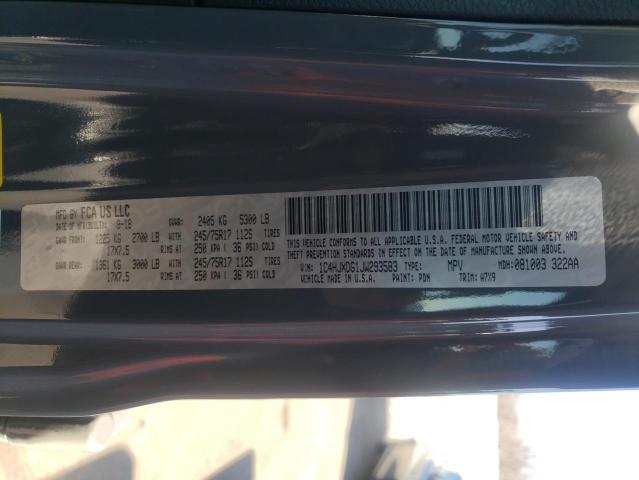 MFD BY FCA US LLC
DATE OF MFR(BUILD): 8-18 GVWR: 2405 KG 5300 LB
GAWR FRONT: 1225 KG 2700 LB WITH 245/75R17 112S TIRES
17X7.5 RIMS AT 250 KPA ( 36 PSI) COLD
GAWR REAR: 1361 KG 3000 LB WITH 245/75R17 112S TIRES
17X7.5 RIMS AT 250 KPA ( 36 PSI) COLD
THIS VEHICLE CONFORMS TO ALL APPLICABLE U.S.A. FEDERAL MOTOR VEHICLE SAFETY AND
THEFT PREVENTION STANDARDS IN EFFECT ON THE DATE OF MANUFACTURE SHOWN ABOVE.
VIN: 1C4HJXDG1JW293583 TYPE: MPV MDH: 081003 322AA
VEHICLE MADE IN U.S.A. PAINT: PDN TRIM: A7X9